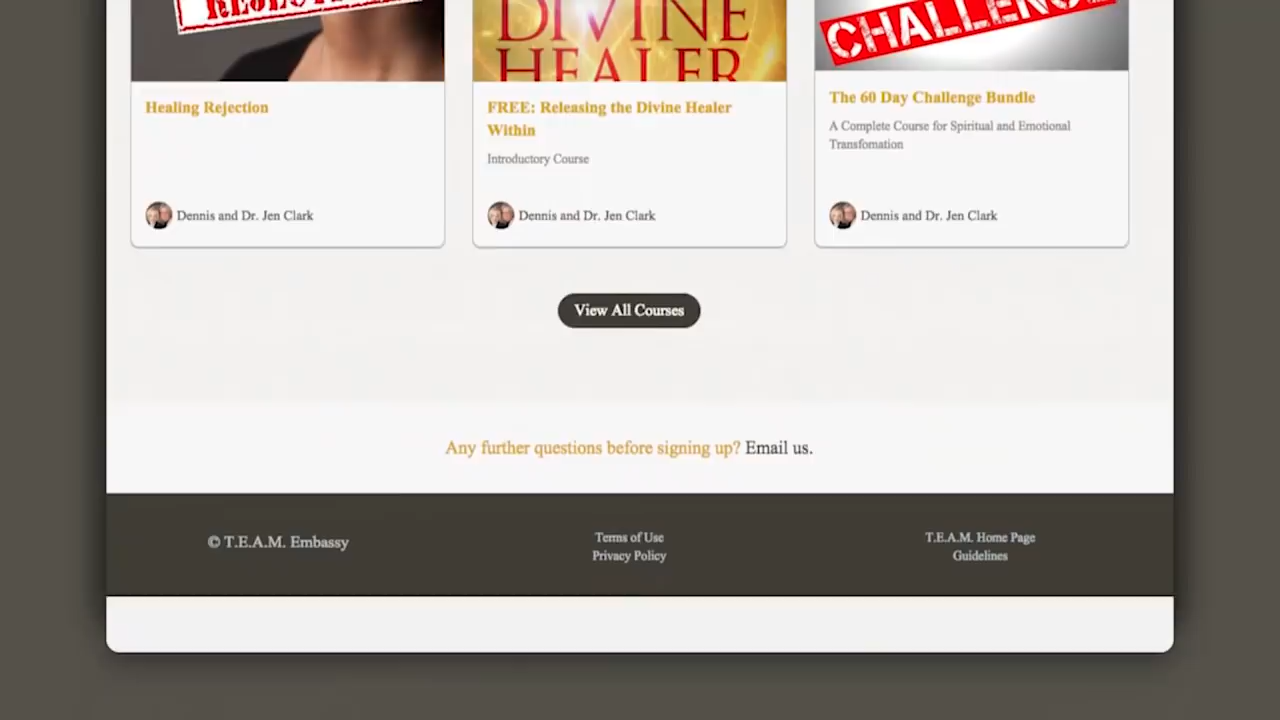 DIVINE
HEALER
CHALLENGE
Healing Rejection
FREE: Releasing the Divine Healer
Within
Introductory Course
The 60 Day Challenge Bundle
A Complete Course for Spiritual and Emotional
Transfomation
Dennis and Dr. Jen Clark
Dennis and Dr. Jen Clark
Dennis and Dr. Jen Clark
View All Courses
Any further questions before signing up? Email us.
© T.E.A.M. Embassy
Terms of Use
Privacy Policy
T.E.A.M. Home Page
Guidelines